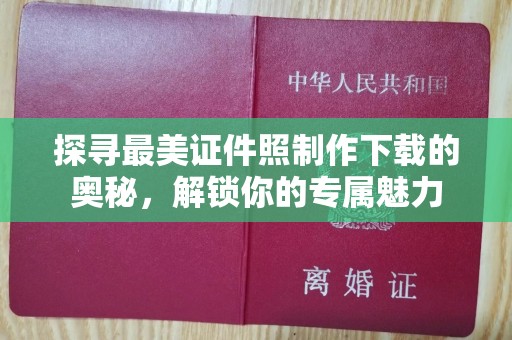 中华人民共和国
探寻最美证件照制作下载的
奥秘，解锁你的专属魅力
离婚证